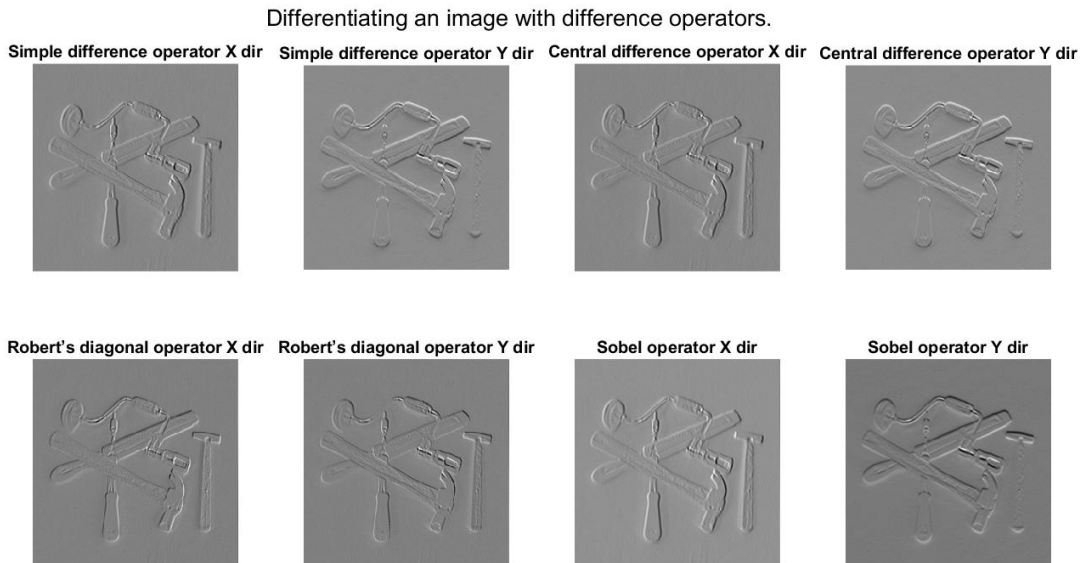 Differentiating an image with difference operators.
Simple difference operator X dir
Simple difference operator Y dir
Central difference operator X dir
Central difference operator Y dir
Robert's diagonal operator X dir
Robert's diagonal operator Y dir
Sobel operator X dir
Sobel operator Y dir